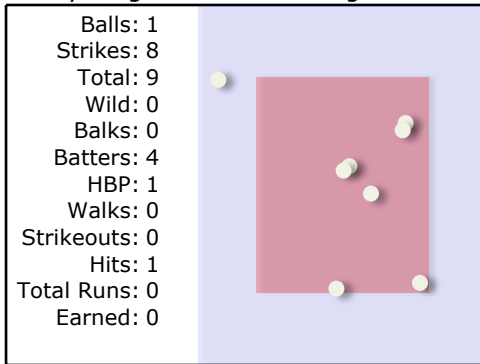 Balls: 1
Strikes: 8
Total: 9
Wild: 0
Balks: 0
Batters: 4
HBP: 1
Walks: 0
Strikeouts: 0
Hits: 1
Total Runs: 0
Earned: 0